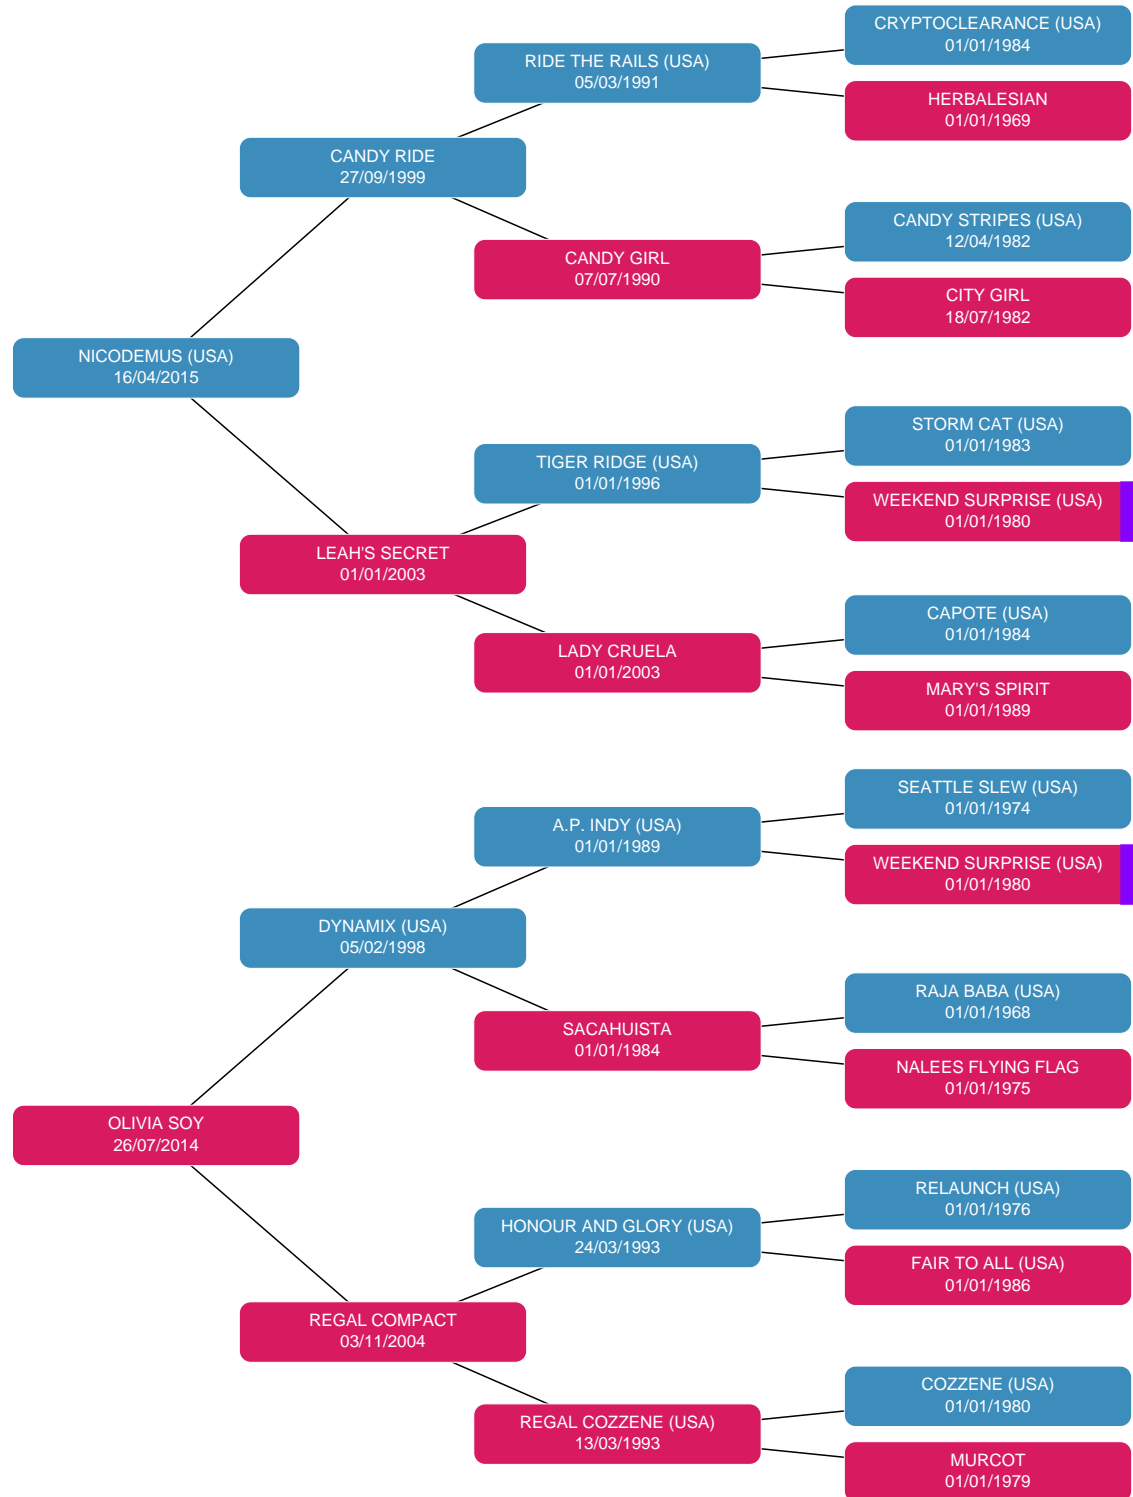 CRYPTOCLEARANCE (USA)
01/01/1984
RIDE THE RAILS (USA)
05/03/1991
HERBALESIAN
01/01/1969
CANDY RIDE
27/09/1999
CANDY STRIPES (USA)
12/04/1982
CANDY GIRL
07/07/1990
CITY GIRL
18/07/1982
NICODEMUS (USA)
16/04/2015
STORM CAT (USA)
01/01/1983
TIGER RIDGE (USA)
01/01/1996
WEEKEND SURPRISE (USA)
01/01/1980
LEAH'S SECRET
01/01/2003
CAPOTE (USA)
01/01/1984
LADY CRUELA
01/01/2003
MARY'S SPIRIT
01/01/1989
SEATTLE SLEW (USA)
01/01/1974
A.P. INDY (USA)
01/01/1989
WEEKEND SURPRISE (USA)
01/01/1980
DYNAMIX (USA)
05/02/1998
RAJA BABA (USA)
01/01/1968
SACAHUISTA
01/01/1984
NALEES FLYING FLAG
01/01/1975
OLIVIA SOY
26/07/2014
RELAUNCH (USA)
01/01/1976
HONOUR AND GLORY (USA)
24/03/1993
FAIR TO ALL (USA)
01/01/1986
REGAL COMPACT
03/11/2004
COZZENE (USA)
01/01/1980
REGAL COZZENE (USA)
13/03/1993
MURCOT
01/01/1979